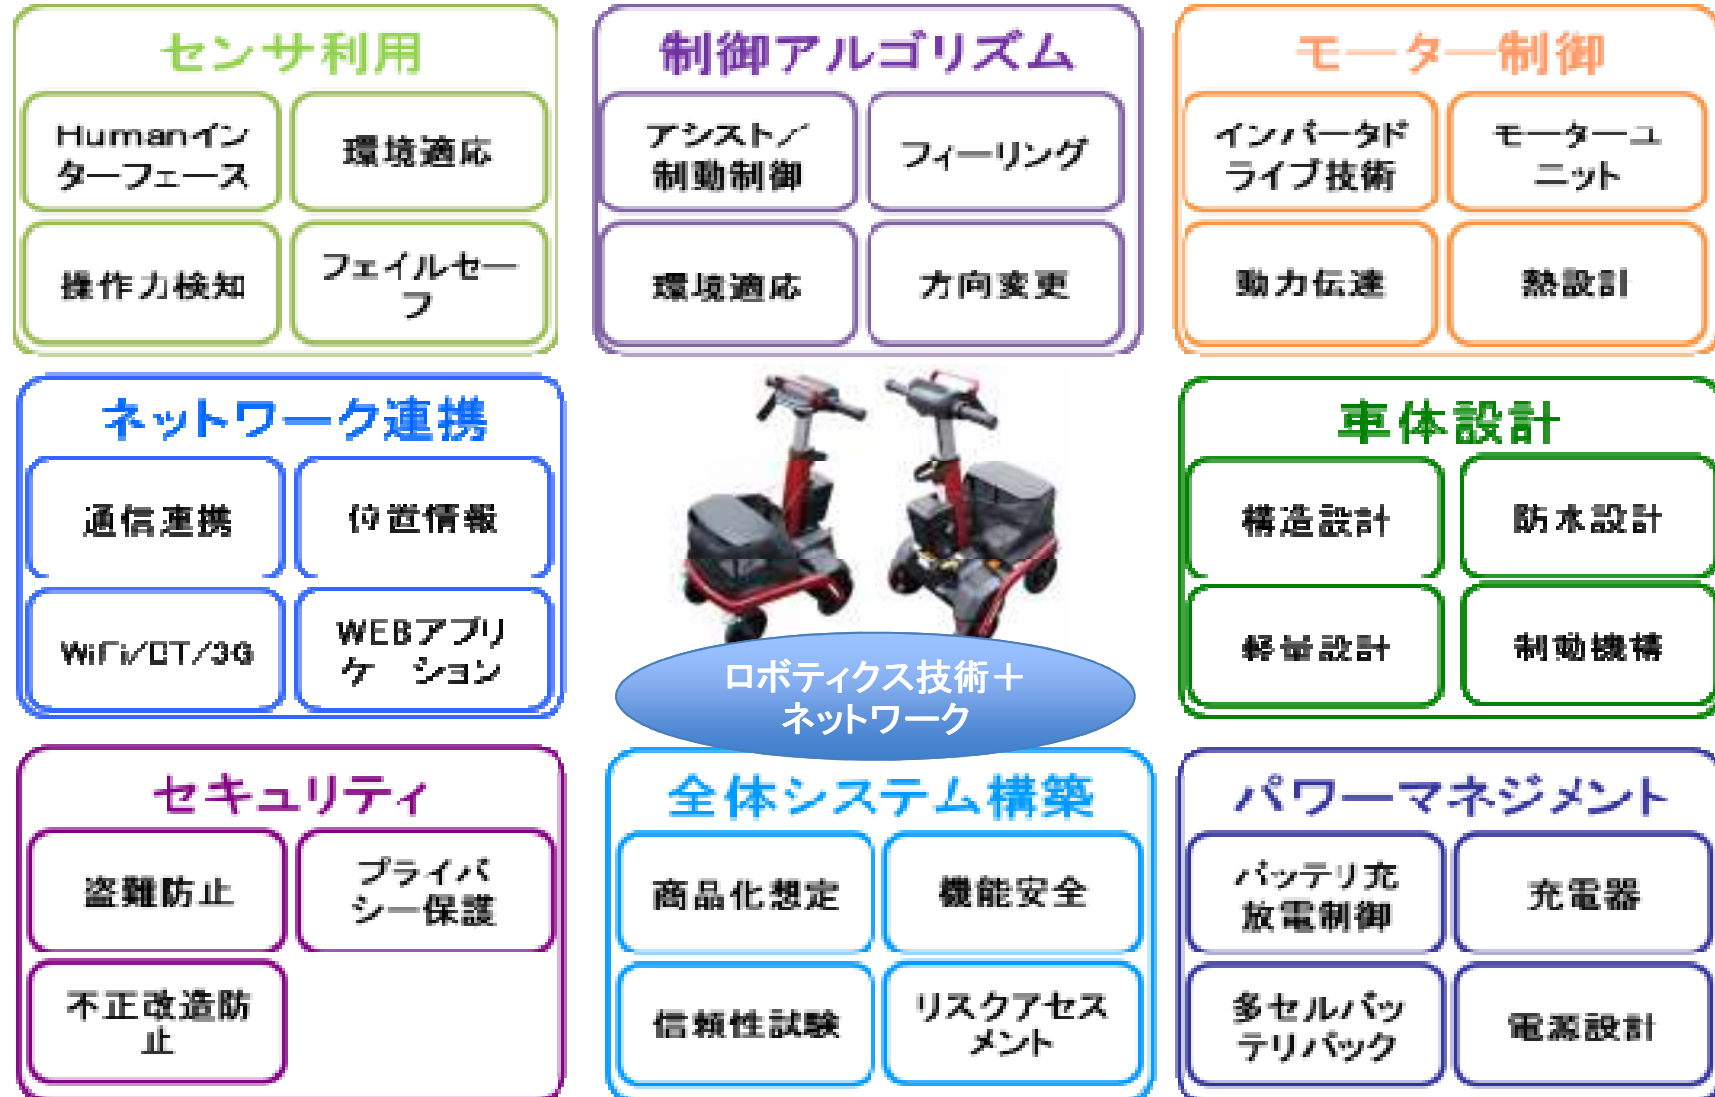 センサ利用
Humanイン
ターフェース
環境適応
操作力検知
フェイルセー
フ
制御アルゴリズム
アシスト／
制動制御
フィーリング
環境適応
方向変更
モーター制御
インバータド
ライブ技術
モーターユ
ニット
動力伝達
熱設計
ネットワーク連携
通信連携
位置情報
WiFi/BT/3G
WEBアプリ
ケーション
ロボティクス技術＋
ネットワーク
車体設計
構造設計
防水設計
軽量設計
制動機構
セキュリティ
盗難防止
プライバ
シー保護
不正改造防
止
全体システム構築
商品化想定
機能安全
信頼性試験
リスクアセス
メント
パワーマネジメント
バッテリ充
放電制御
充電器
多セルバッ
テリパック
電源設計